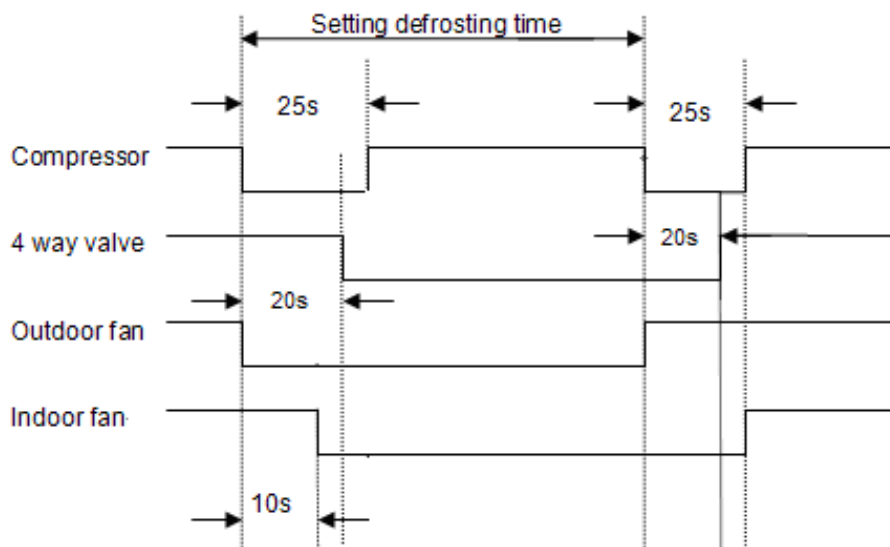 Setting defrosting time
25s
25s
Compressor
4 way valve
20s
20s
Outdoor fan
Indoor fan
10s